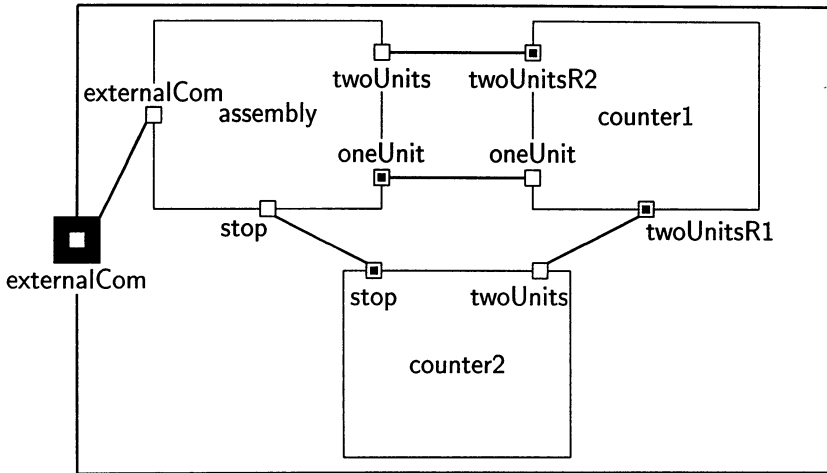 twoUnits
twoUnitsR2
externalCom
assembly
counter1
oneUnit
oneUnit
stop
twoUnitsR1
externalCom
stop
twoUnits
counter2